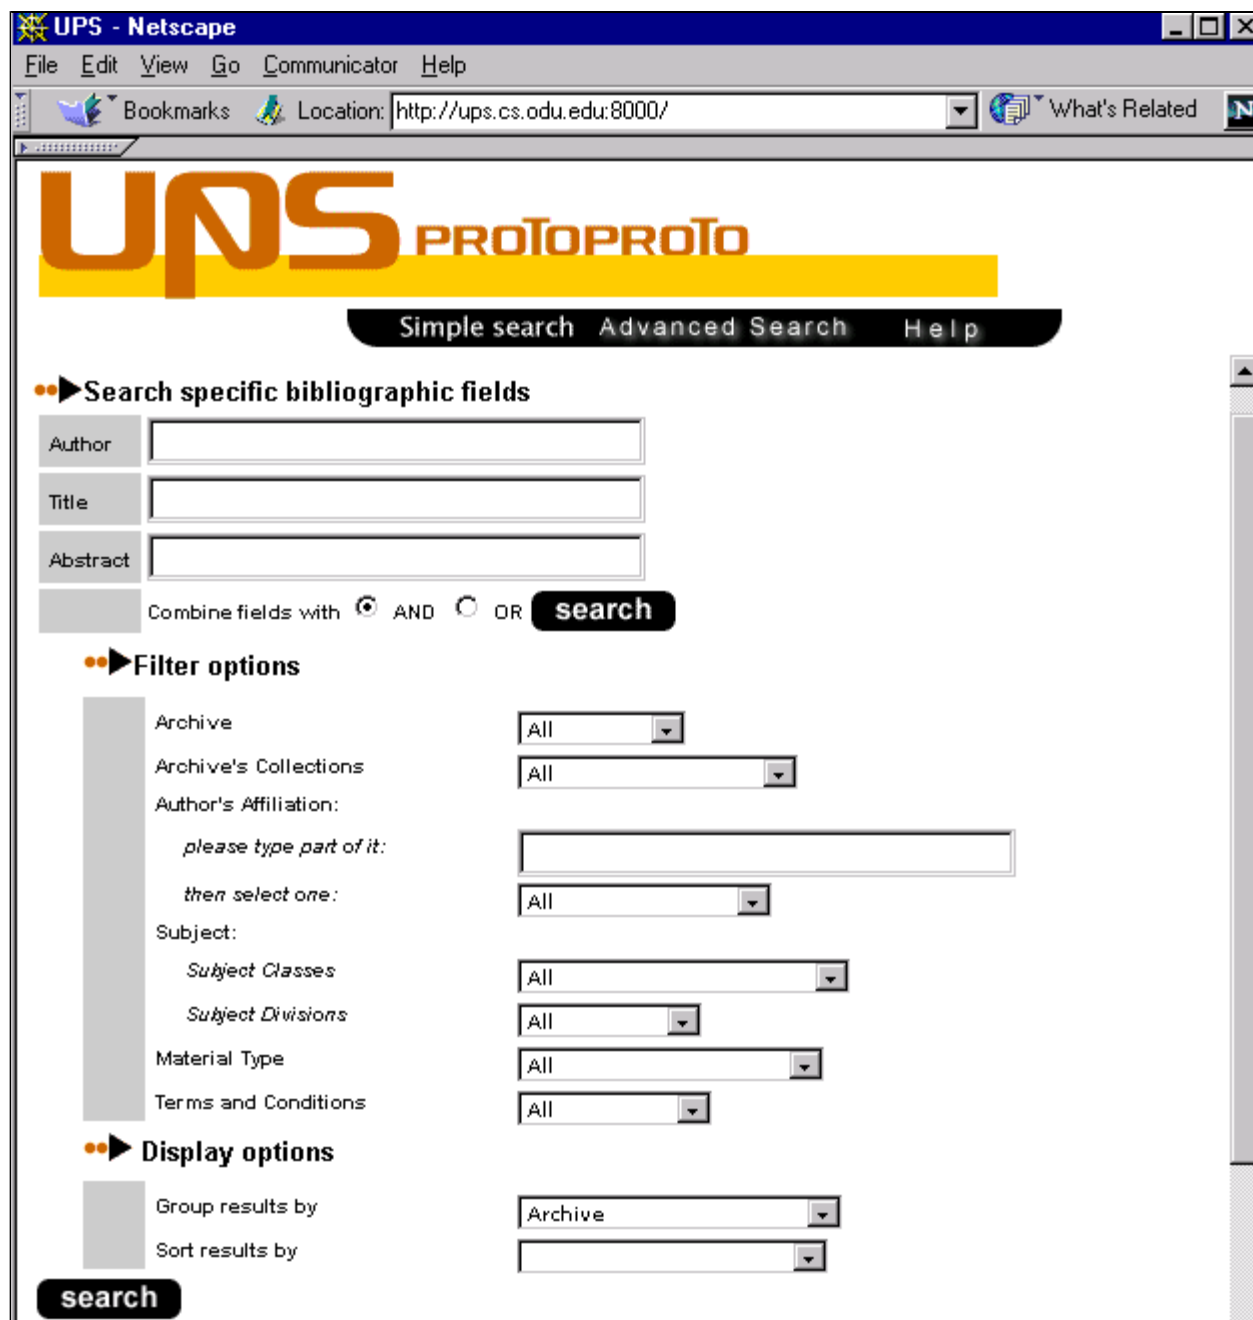 UPS - Netscape
File Edit View Go Communicator Help
Bookmarks Location: http://ups.cs.odu.edu:8000/ What's Related N
UPS PROTOPROTO
Simple search Advanced Search Help
Search specific bibliographic fields
Author
Title
Abstract
Combine fields with AND OR search
Filter options
Archive All
Archive's Collections All
Author's Affiliation:
please type part of it:
then select one: All
Subject:
Subject Classes All
Subject Divisions All
Material Type All
Terms and Conditions All
Display options
Group results by Archive
Sort results by
search